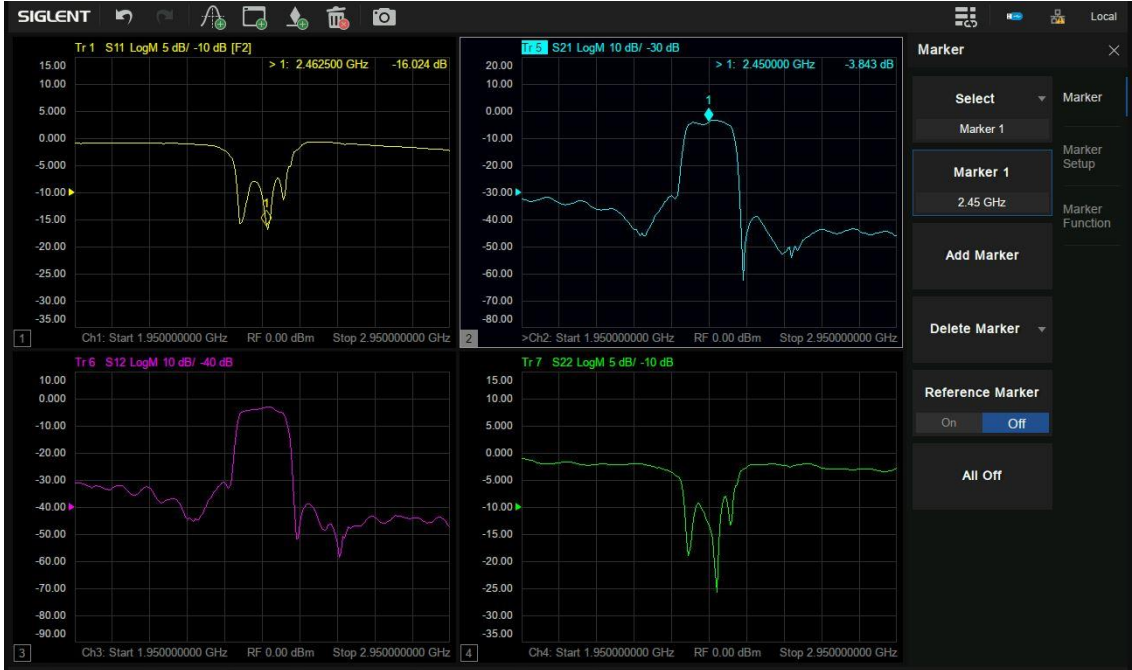 SIGLENT
Local
Tr 1 S11 LogM 5 dB/ -10 dB [F2]
> 1: 2.462500 GHz -16.024 dB
15.00
10.00
5.000
0.000
-5.000
-10.00
-15.00
-20.00
-25.00
-30.00
-35.00
1
1
Ch1: Start 1.950000000 GHz RF 0.00 dBm Stop 2.950000000 GHz
Tr 5 S21 LogM 10 dB/ -30 dB
> 1: 2.450000 GHz -3.843 dB
20.00
10.00
0.000
-10.00
-20.00
-30.00
-40.00
-50.00
-60.00
-70.00
-80.00
1
2
>Ch2: Start 1.950000000 GHz RF 0.00 dBm Stop 2.950000000 GHz
Tr 6 S12 LogM 10 dB/ -40 dB
10.00
0.000
-10.00
-20.00
-30.00
-40.00
-50.00
-60.00
-70.00
-80.00
-90.00
3
Ch3: Start 1.950000000 GHz RF 0.00 dBm Stop 2.950000000 GHz
Tr 7 S22 LogM 5 dB/ -10 dB
15.00
10.00
5.000
0.000
-5.000
-10.00
-15.00
-20.00
-25.00
-30.00
-35.00
4
Ch4: Start 1.950000000 GHz RF 0.00 dBm Stop 2.950000000 GHz
Marker
Select
Marker 1
Marker 1
2.45 GHz
Add Marker
Delete Marker
Reference Marker
On Off
All Off
Marker
Marker
Setup
Marker
Function